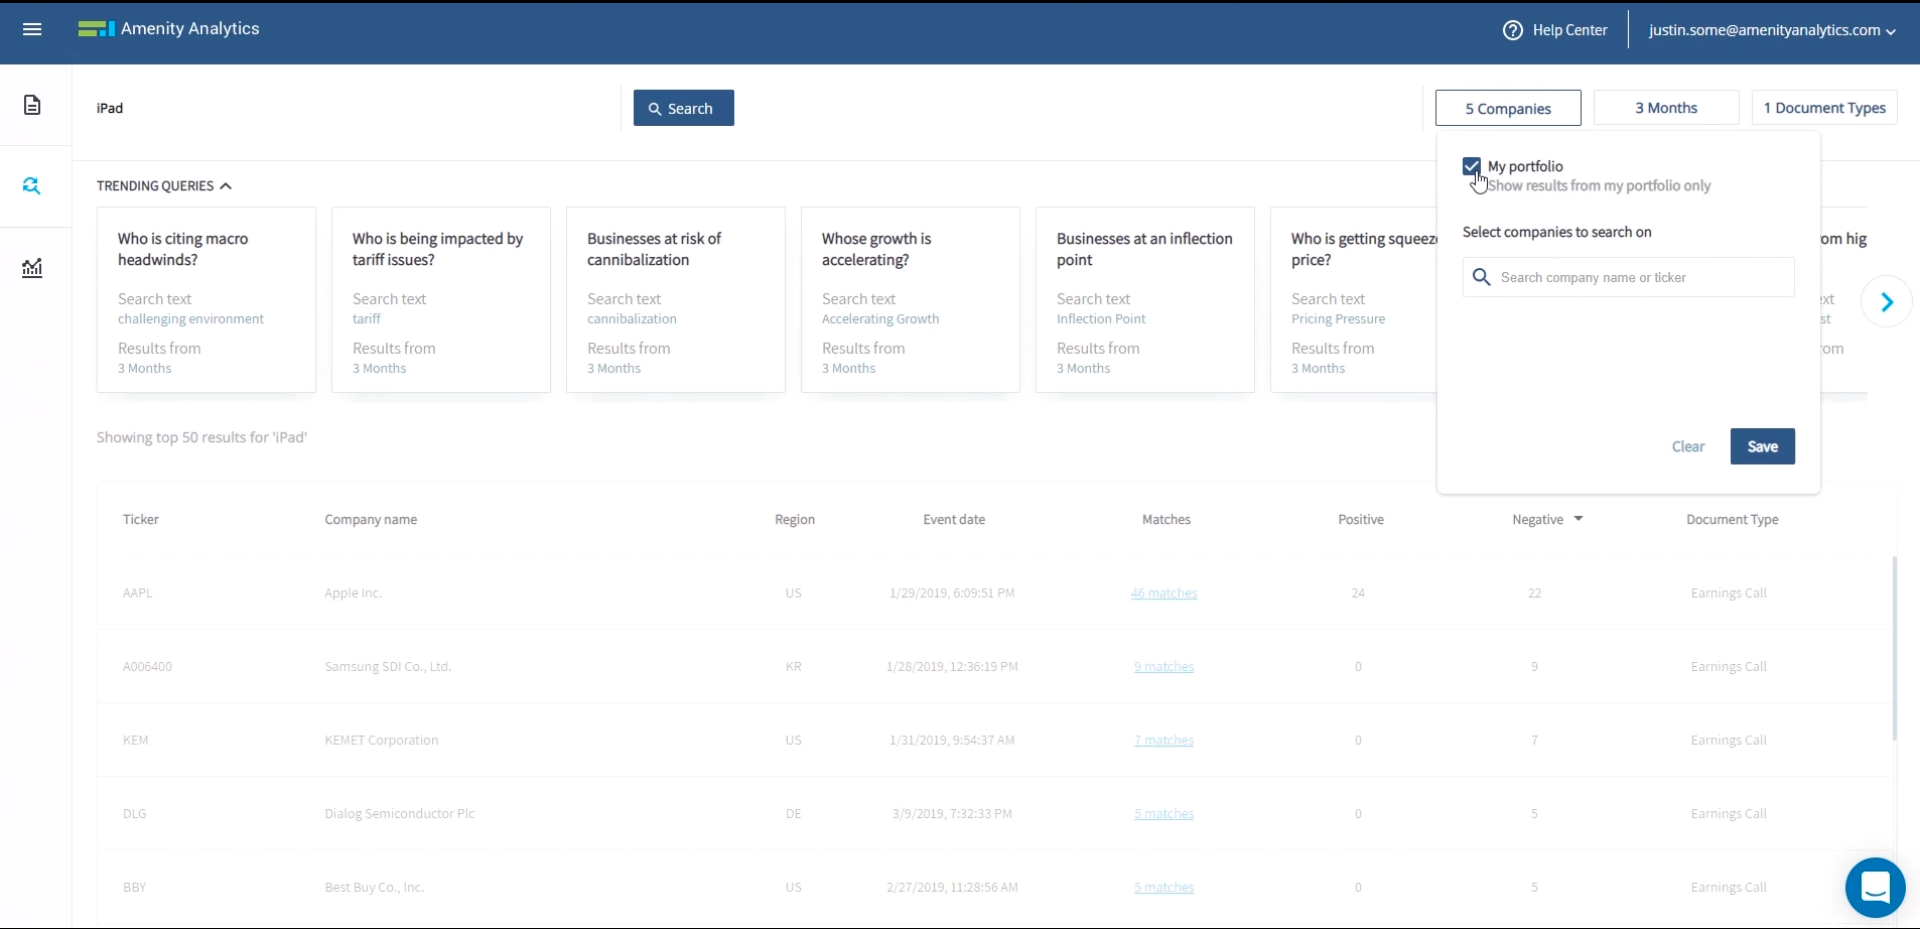 Amenity Analytics
Help Center
justin.some@amenityanalytics.com
iPad
Search
5 Companies
3 Months
1 Document Types
My portfolio
Show results from my portfolio only
Select companies to search on
Search company name or ticker
Clear
Save
TRENDING QUERIES
Who is citing macro
headwinds?
Search text
challenging environment
Results from
3 Months
Who is being impacted by
tariff issues?
Search text
tariff
Results from
3 Months
Businesses at risk of
cannibalization
Search text
cannibalization
Results from
3 Months
Whose growth is
accelerating?
Search text
Accelerating Growth
Results from
3 Months
Businesses at an inflection
point
Search text
Inflection Point
Results from
3 Months
Who is getting squeeze
price?
Search text
Pricing Pressure
Results from
3 Months
om hig
ext
st
rom
Showing top 50 results for 'iPad'
Ticker Company name Region Event date Matches Positive Negative Document Type
AAPL Apple Inc. US 1/29/2019, 6:09:51 PM 46 matches 24 22 Earnings Call
A006400 Samsung SDI Co., Ltd. KR 1/28/2019, 12:36:19 PM 9 matches 0 9 Earnings Call
KEM KEMET Corporation US 1/31/2019, 9:54:37 AM 7 matches 0 7 Earnings Call
DLG Dialog Semiconductor Plc DE 3/9/2019, 7:32:33 PM 5 matches 0 5 Earnings Call
BBY Best Buy Co., Inc. US 2/27/2019, 11:28:56 AM 5 matches 0 5 Earnings Call